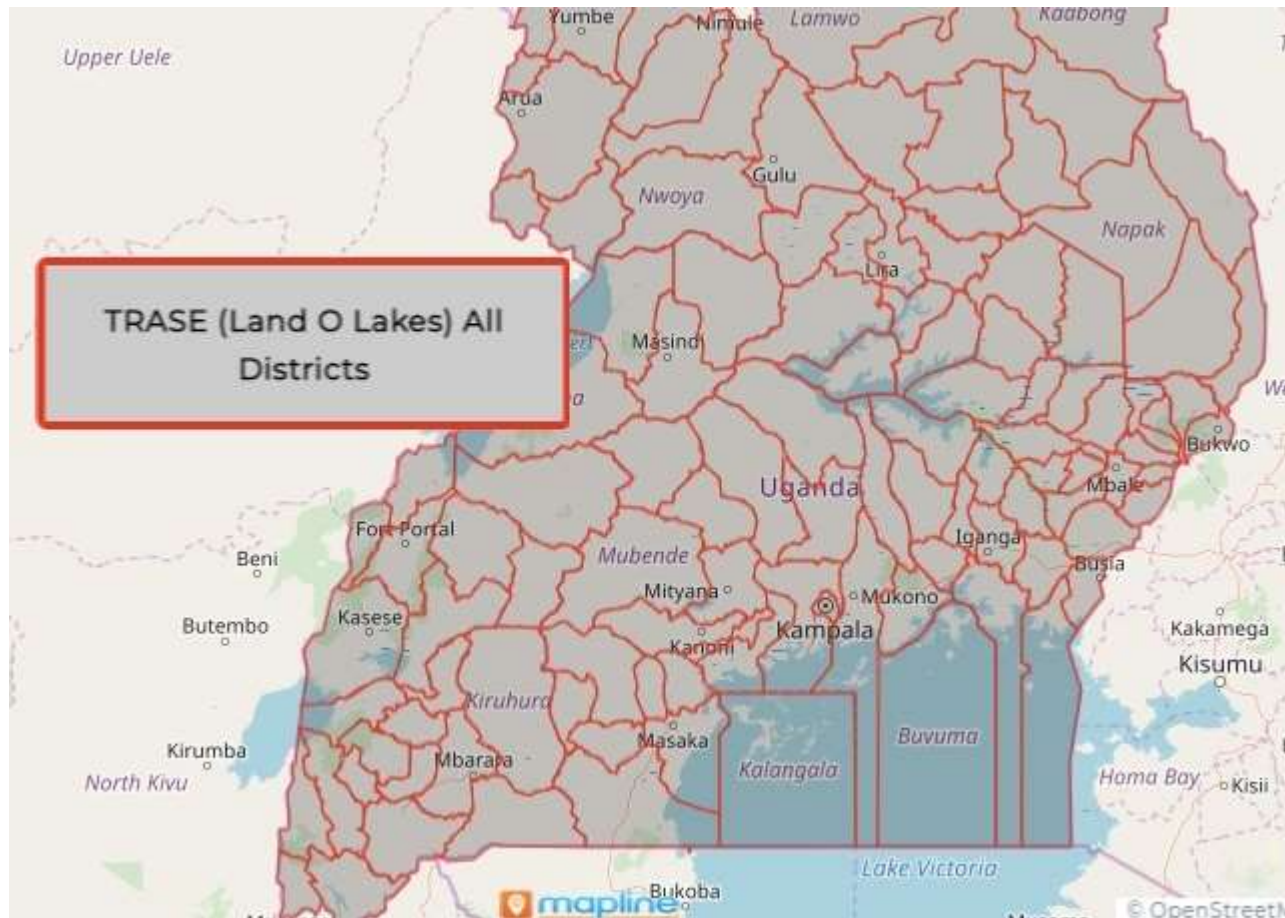 Yumbe
Nimule
Lamwo
Kaabong
Upper Uele
Arua
Gulu
Nwoya
Napak
Lira
TRASE (Land O Lakes) All
Districts
Masindi
Bukwo
Mbale
Uganda
Fort Portal
Iganga
Beni
Mubende
Busia
Mityana
Mukono
Butembo
Kasese
Kampala
Kakamega
Kanoni
Kisumu
Kiruhura
Masaka
Buvuma
Kirumba
Mbarara
Kalangala
North Kivu
Homa Bay
Kisii
Lake Victoria
Bukoba
mapline
© OpenStreet